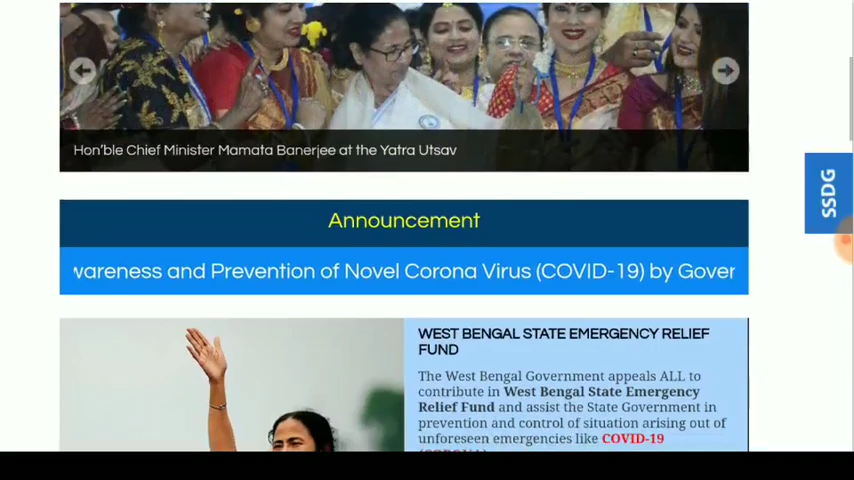 Hon'ble Chief Minister Mamata Banerjee at the Yatra Utsav
SSDG
Announcement
wareness and Prevention of Novel Corona Virus (COVID-19) by Gover
WEST BENGAL STATE EMERGENCY RELIEF
FUND
The West Bengal Government appeals ALL to
contribute in West Bengal State Emergency
Relief Fund and assist the State Government in
prevention and control of situation arising out of
unforeseen emergencies like COVID-19